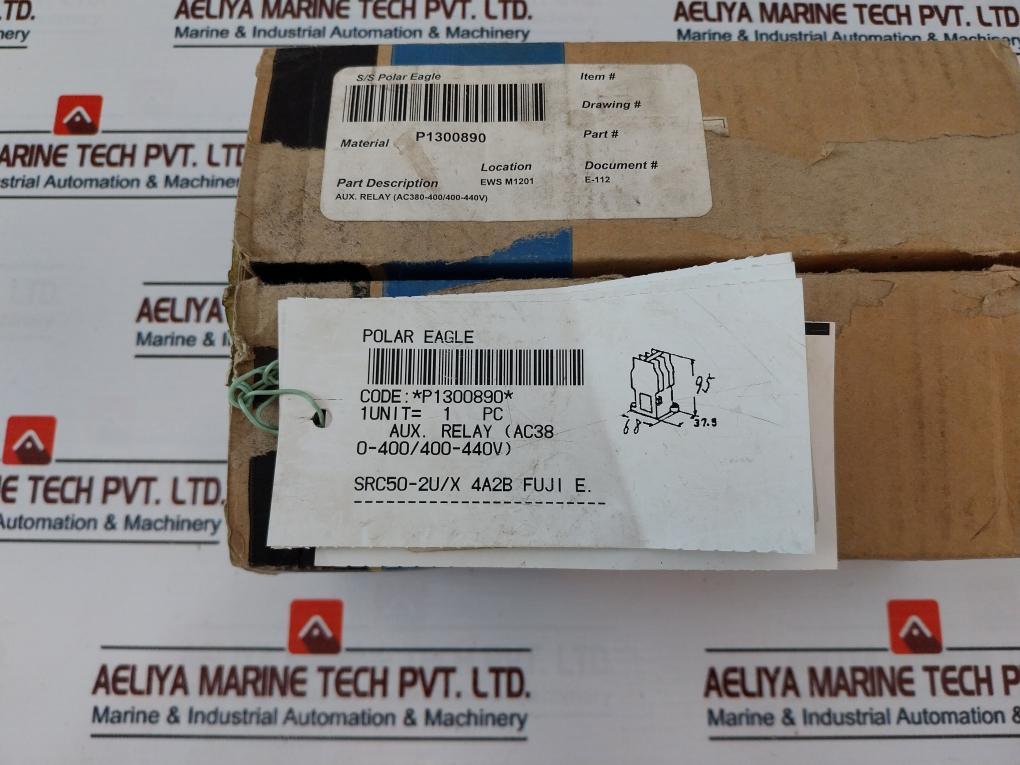 AELIYA MARINE TECH PVT. LTD.
Marine & Industrial Automation & Machinery
AELIYA MARINE TECH PVT. LTD.
Marine & Industrial Automation & Machinery
LTD.
nery
ARINE TECH PVT. LTD
strial Automation & Machinery
AELIYA
Marine & I
PVT. LTD.
utomation & Machinery
S/S Polar Eagle
Material P1300890
Part Description
AUX. RELAY (AC380-400/400-440V)
Location
EWS M1201
Item #
Drawing #
Part #
Document #
E-112
POLAR EAGLE
CODE:*P1300890*
1UNIT= 1 PC
AUX. RELAY (AC38
0-400/400-440V)
SRC50-2U/X 4A2B FUJI E.
95
68
37.5
AELIYA MARINE TECH PVT. LTD.
Marine & Industrial Automation & Machinery
AELIYA MARINE TECH P
Marine & Industrial Automation &